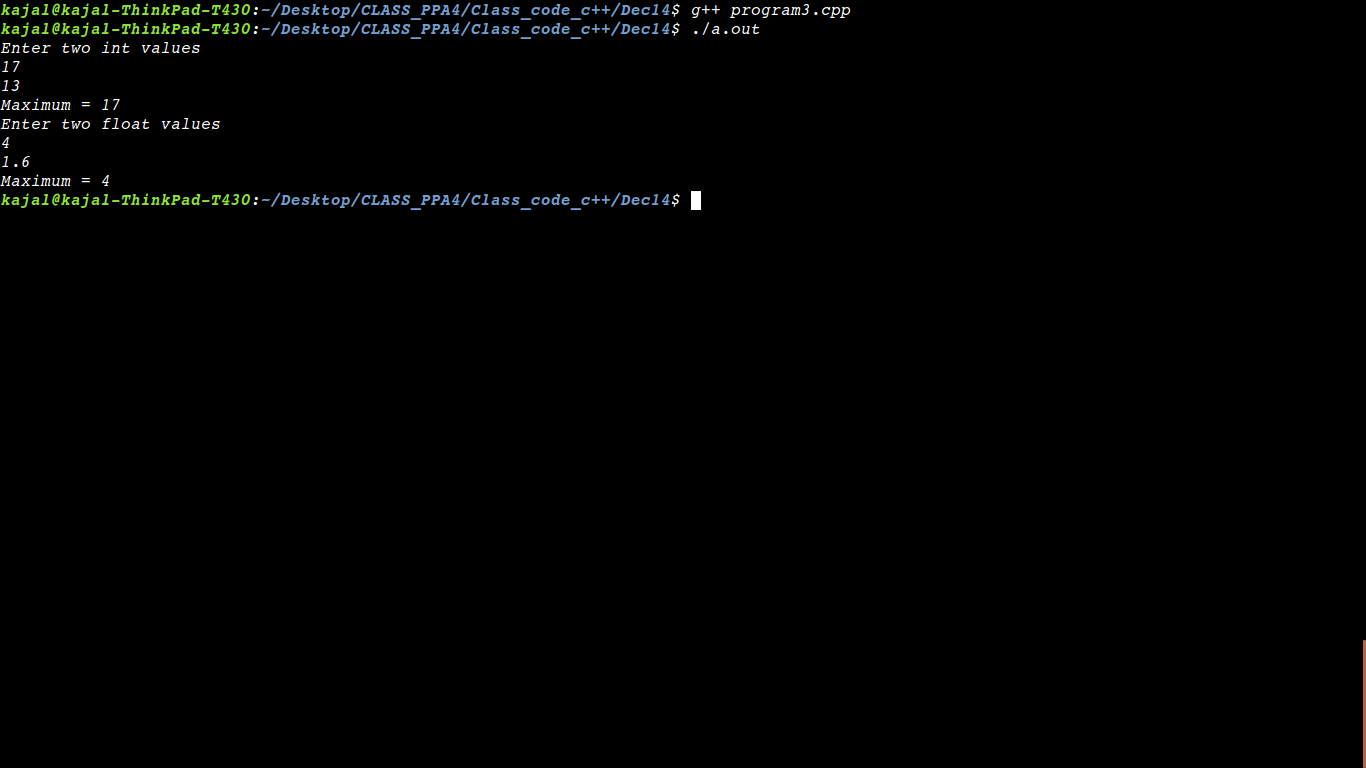 kajal@kajal-ThinkPad-T430:~/Desktop/CLASS_PPA4/Class_code_c++/Dec14$ g++ program3.cpp
kajal@kajal-ThinkPad-T430:~/Desktop/CLASS_PPA4/Class_code_c++/Dec14$ ./a.out
Enter two int values
17
13
Maximum = 17
Enter two float values
4
1.6
Maximum = 4
kajal@kajal-ThinkPad-T430:~/Desktop/CLASS_PPA4/Class_code_c++/Dec14$